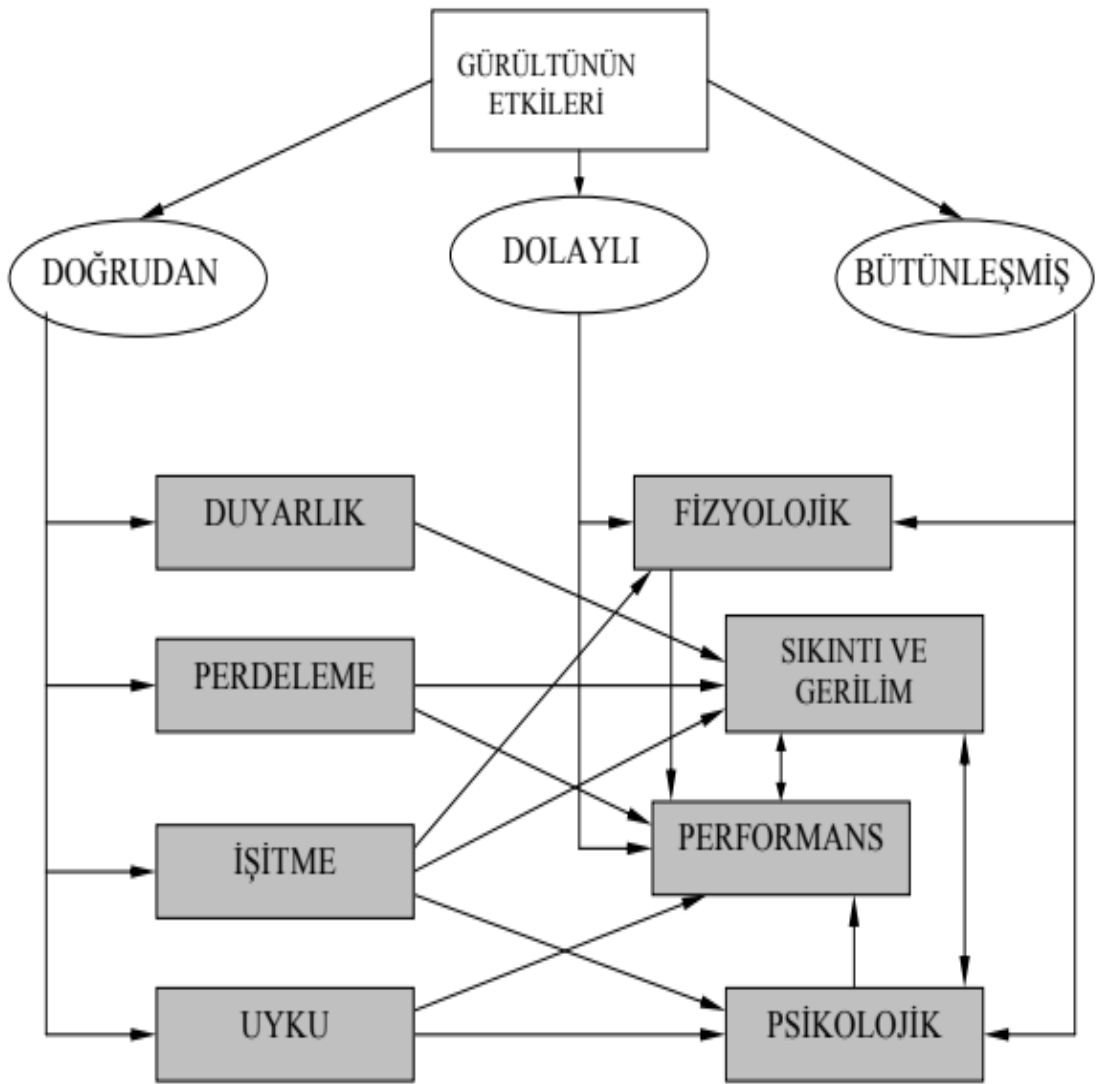 GÜRÜLTÜNÜN
ETKİLERİ
DOĞRUDAN
DOLAYLI
BÜTÜNLEŞMİŞ
DUYARLIK
FİZYOLOJİK
PERDELEME
SIKINTI VE
GERİLİM
İŞİTME
PERFORMANS
UYKU
PSİKOLOJİK